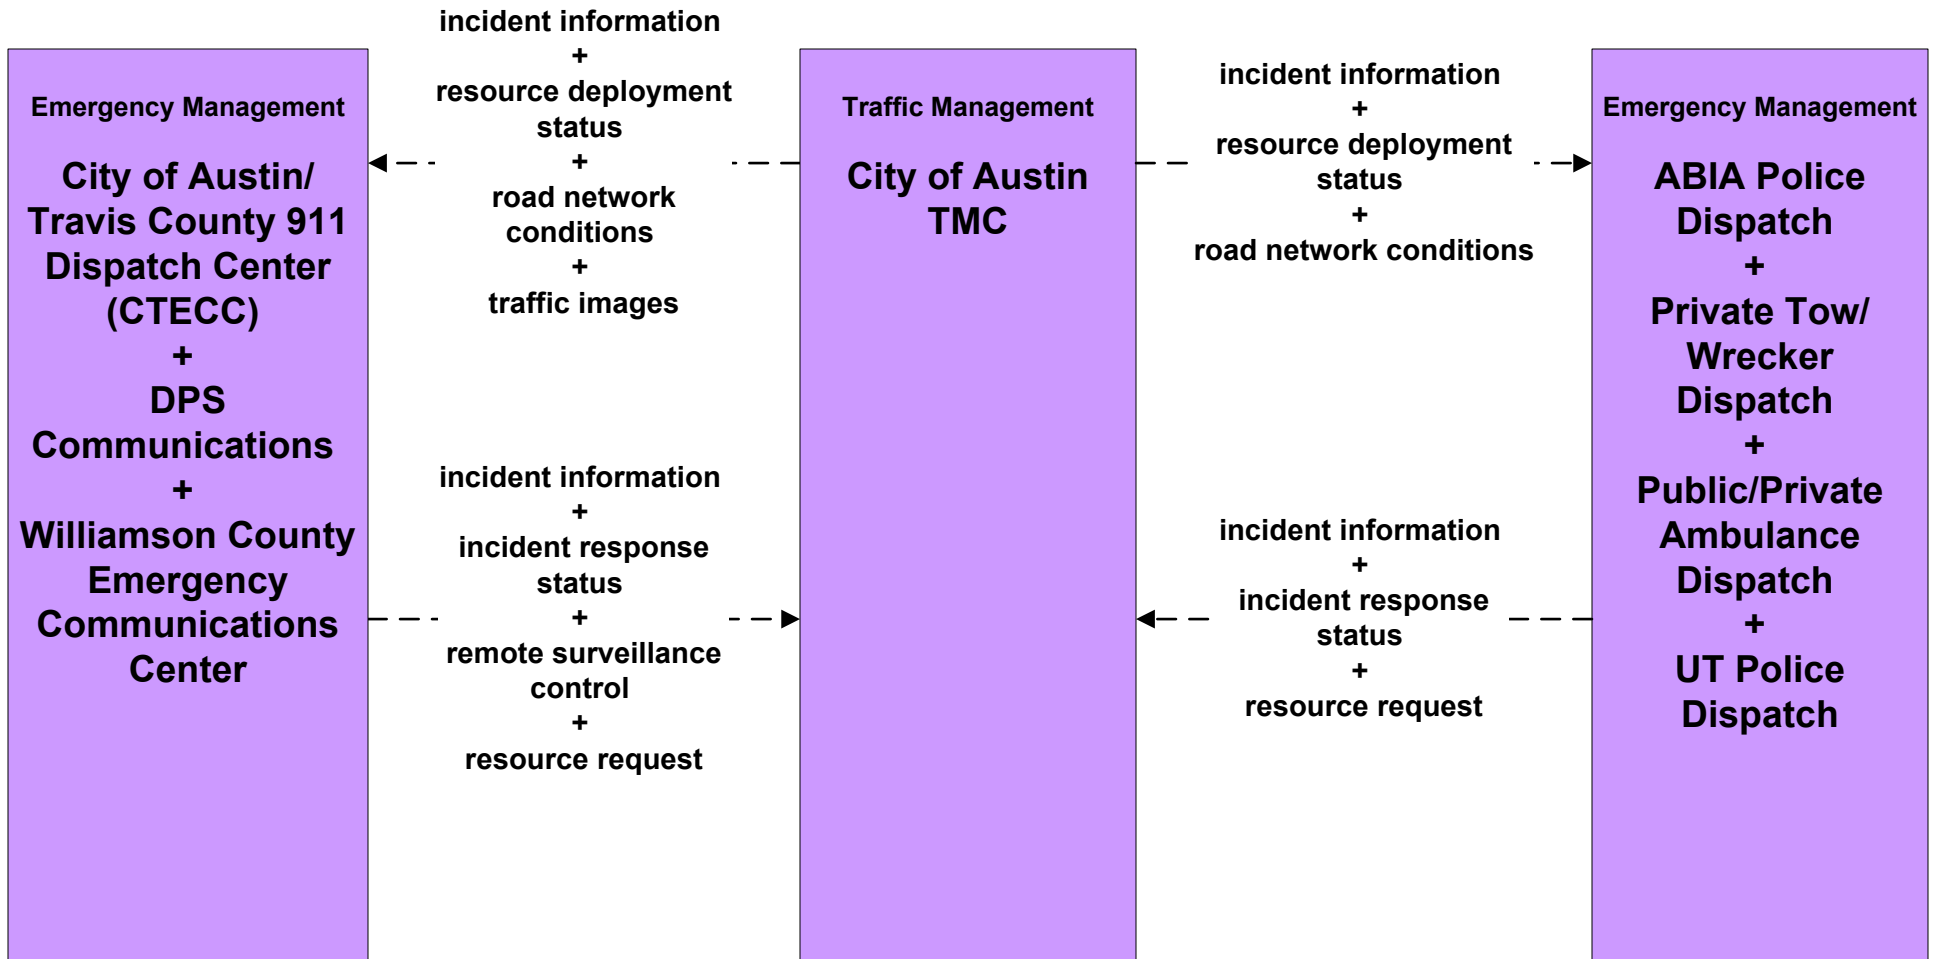 Emergency Management
City of Austin/
Travis County 911
Dispatch Center
(CTECC)
+
DPS
Communications
+
Williamson County
Emergency
Communications
Center
incident information
+
resource deployment
status
+
road network
conditions
+
traffic images
incident information
+
incident response
status
+
remote surveillance
control
+
resource request
Traffic Management
City of Austin
TMC
incident information
+
resource deployment
status
+
road network conditions
incident information
+
incident response
status
+
resource request
Emergency Management
ABIA Police
Dispatch
+
Private Tow/
Wrecker
Dispatch
+
Public/Private
Ambulance
Dispatch
+
UT Police
Dispatch